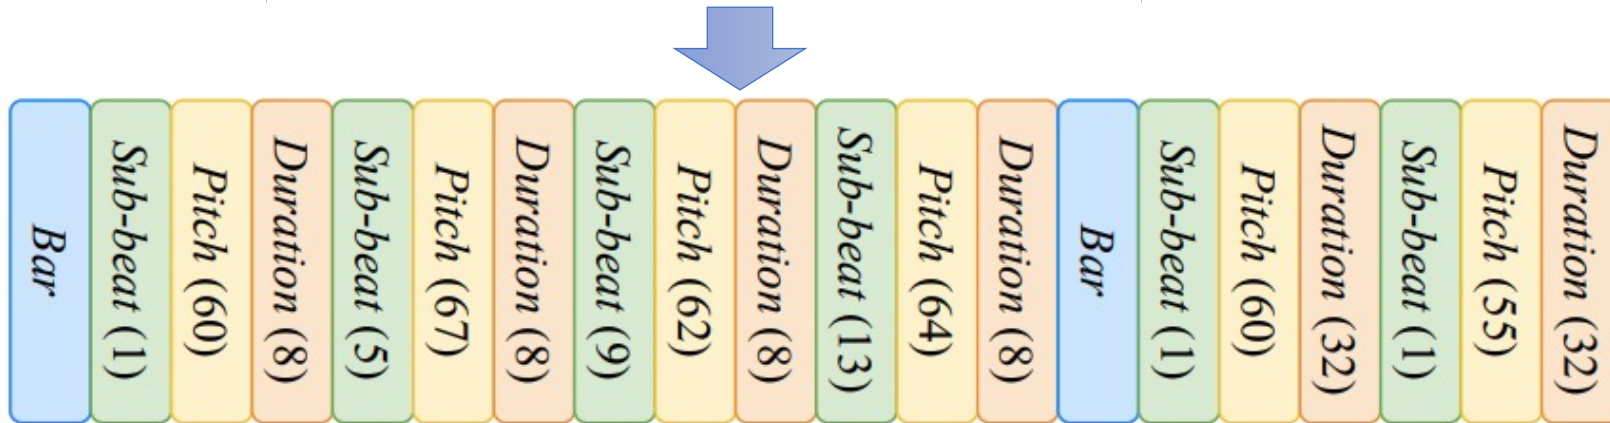 Bar
Sub-beat (1)
Pitch (60)
Duration (8)
Sub-beat (5)
Pitch (67)
Duration (8)
Sub-beat (9)
Pitch (62)
Duration (8)
Sub-beat (13)
Pitch (64)
Duration (8)
Bar
Sub-beat (1)
Pitch (60)
Duration (32)
Sub-beat (1)
Pitch (55)
Duration (32)